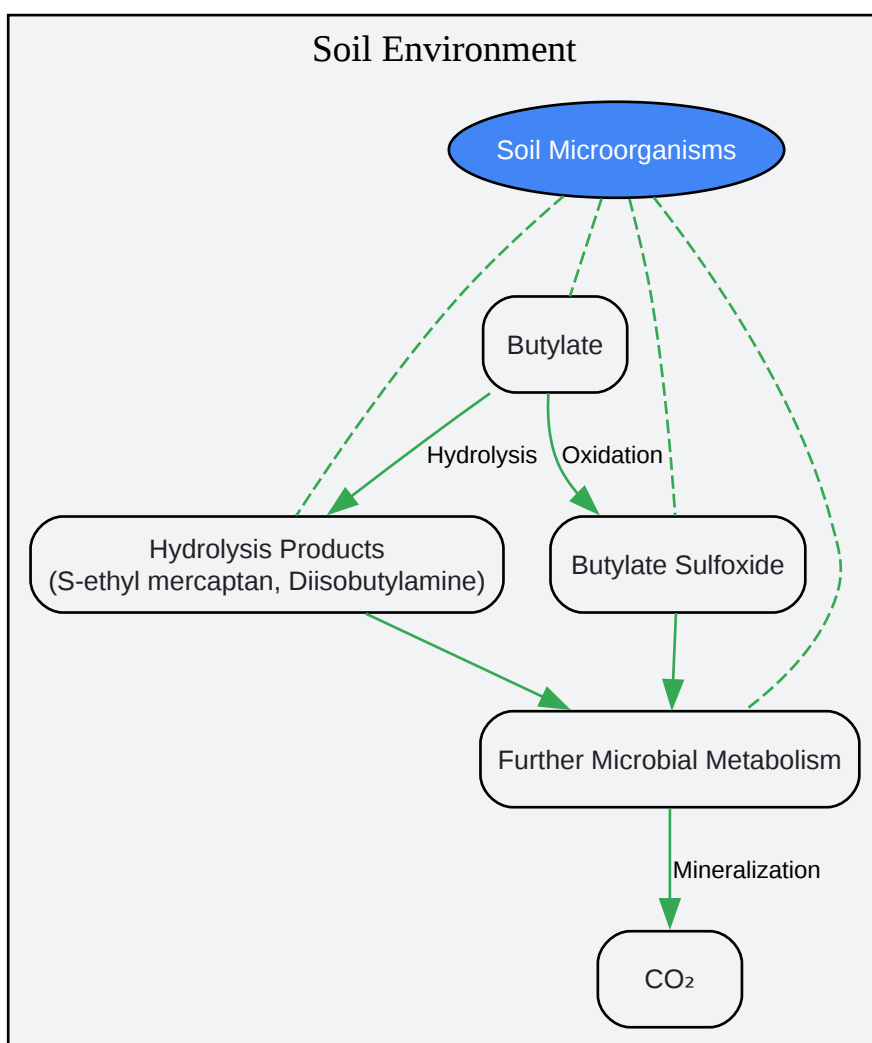 Soil Environment
Soil Microorganisms
Butylate
Hydrolysis
Oxidation
Hydrolysis Products
(S-ethyl mercaptan, Diisobutylamine)
Butylate Sulfoxide
Further Microbial Metabolism
Mineralization
CO₂